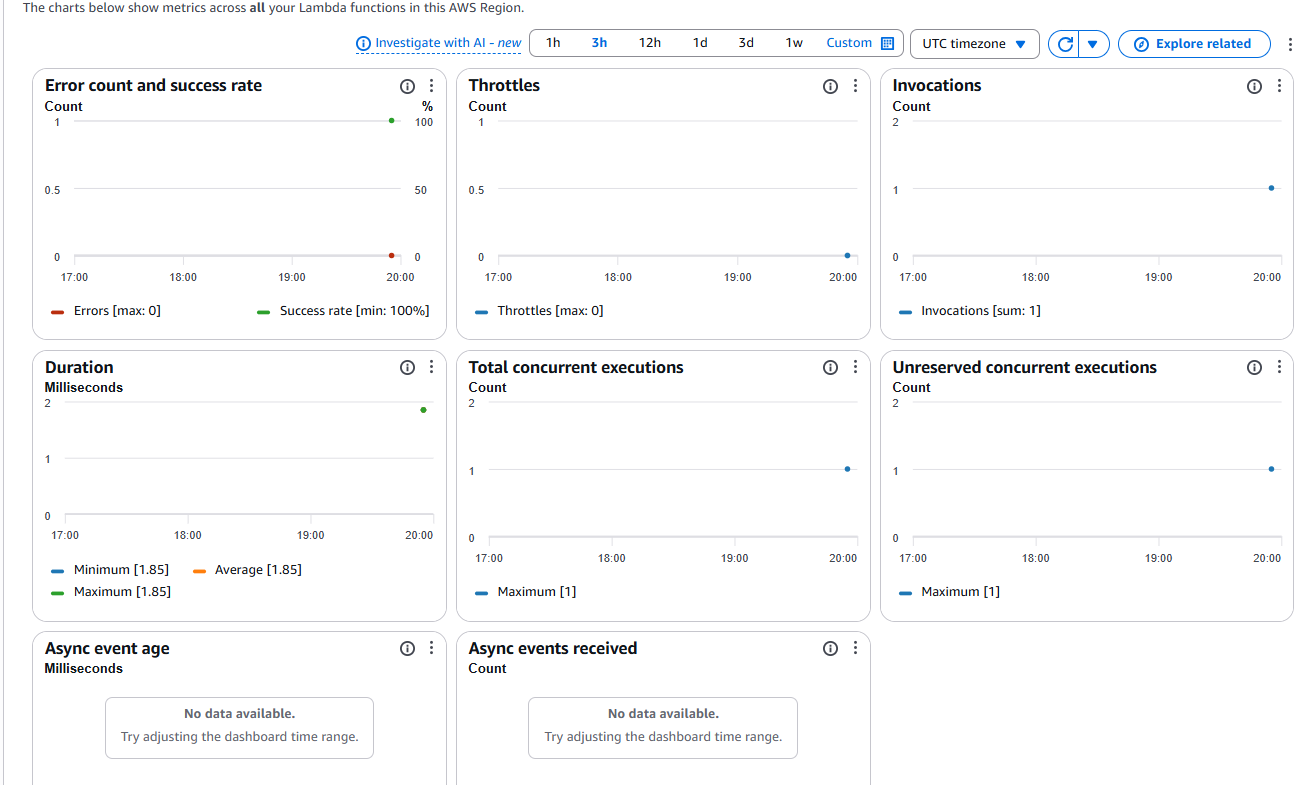 The charts below show metrics across all your Lambda functions in this AWS Region.
Investigate with AI - new
1h 3h 12h 1d 3d 1w Custom
UTC timezone
Explore related
Error count and success rate
Count %
1 100
0.5 50
0 0
17:00 18:00 19:00 20:00
Errors [max: 0] Success rate [min: 100%]
Throttles
Count
1
0.5
0
17:00 18:00 19:00 20:00
Throttles [max: 0]
Invocations
Count
2
1
0
17:00 18:00 19:00 20:00
Invocations [sum: 1]
Duration
Milliseconds
2
1
0
17:00 18:00 19:00 20:00
Minimum [1.85] Average [1.85]
Maximum [1.85]
Total concurrent executions
Count
2
1
0
17:00 18:00 19:00 20:00
Maximum [1]
Unreserved concurrent executions
Count
2
1
0
17:00 18:00 19:00 20:00
Maximum [1]
Async event age
Milliseconds
No data available.
Try adjusting the dashboard time range.
Async events received
Count
No data available.
Try adjusting the dashboard time range.